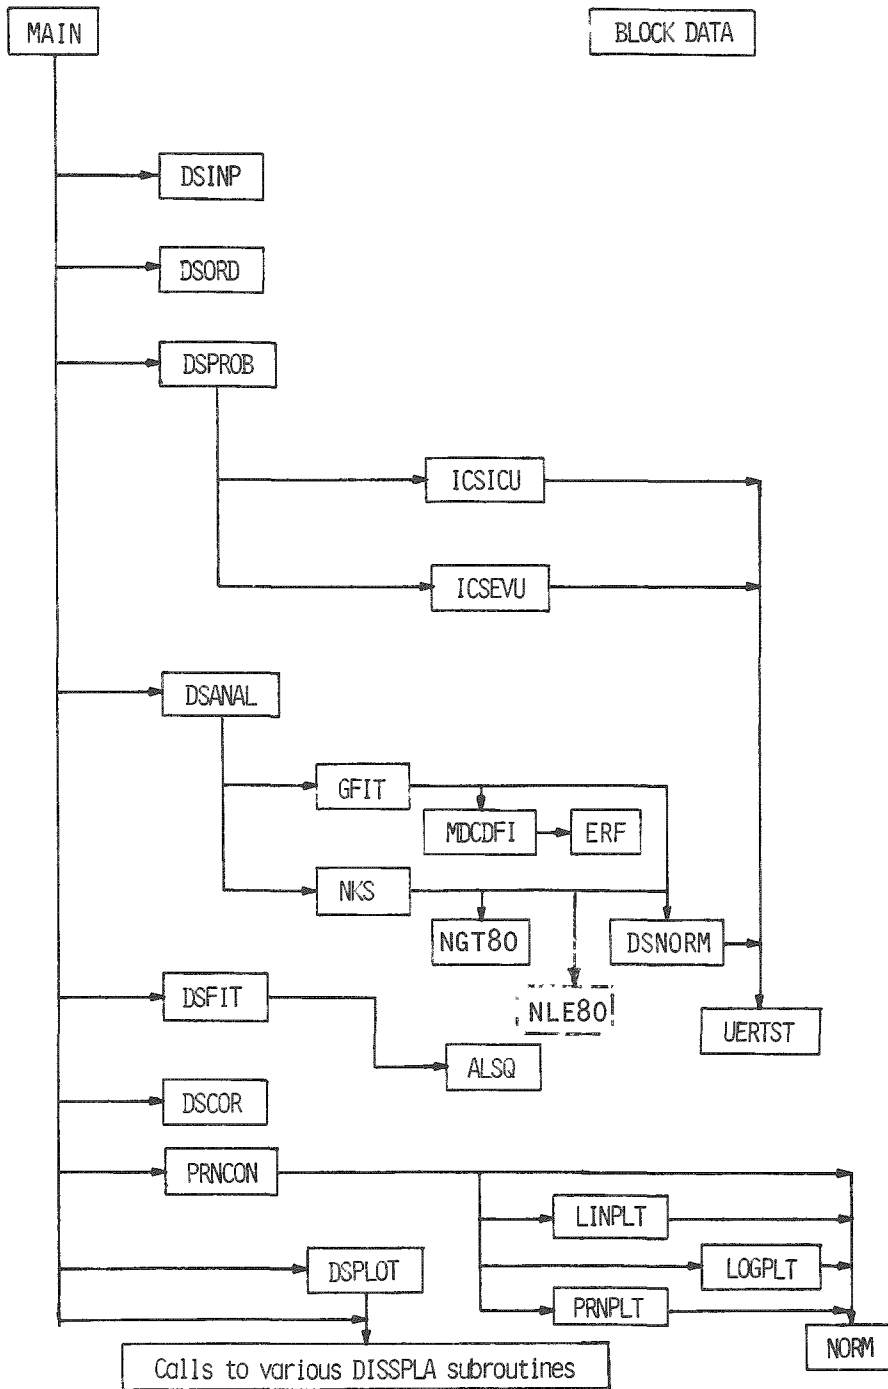 MAIN
BLOCK DATA
DSINP
DSORD
DSPROB
ICSICU
ICSEVU
DSANAL
GFIT
MDCDFI
ERF
NKS
NGT80
DSNORM
DSFIT
NLE80
UERTST
ALSQ
DSCOR
PRNCON
LINPLT
DSPLOT
LOGPLT
PRNPLT
NORM
Calls to various DISSPLA subroutines